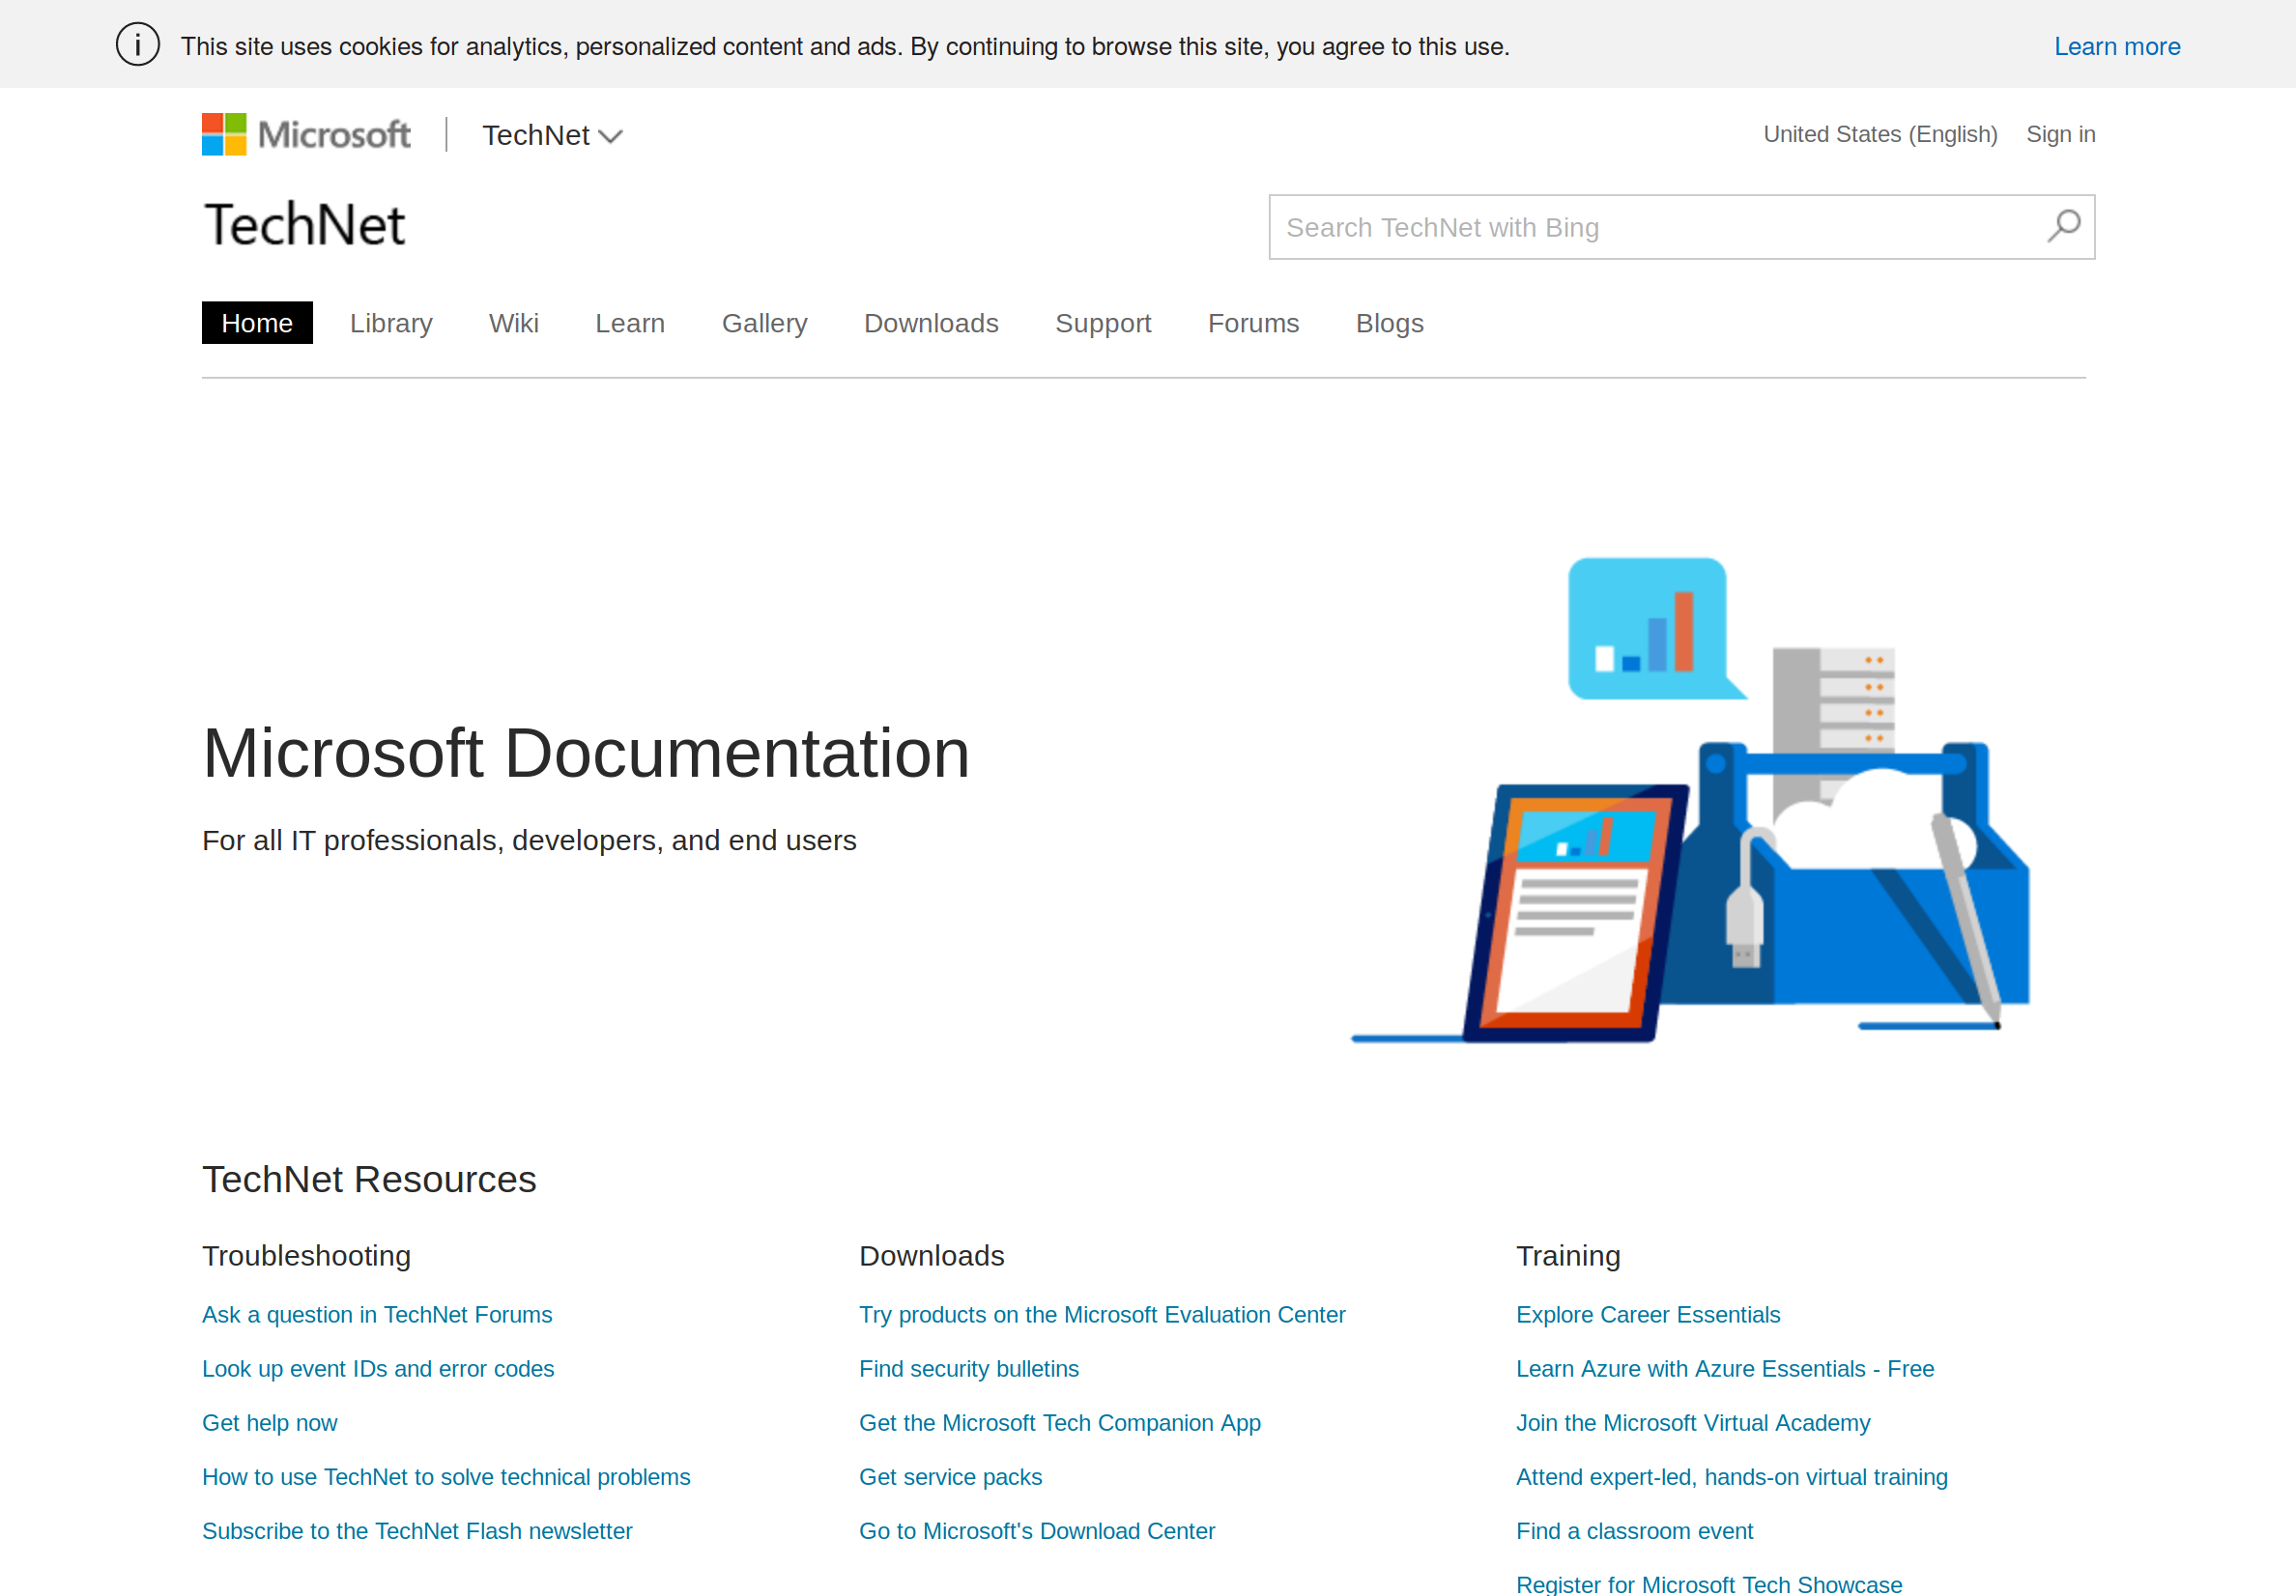 This site uses cookies for analytics, personalized content and ads. By continuing to browse this site, you agree to this use.
Learn more
Microsoft
TechNet
United States (English)
Sign in
TechNet
Search TechNet with Bing
Home
Library
Wiki
Learn
Gallery
Downloads
Support
Forums
Blogs
Microsoft Documentation
For all IT professionals, developers, and end users
TechNet Resources
Troubleshooting
Ask a question in TechNet Forums
Look up event IDs and error codes
Get help now
How to use TechNet to solve technical problems
Subscribe to the TechNet Flash newsletter
Downloads
Try products on the Microsoft Evaluation Center
Find security bulletins
Get the Microsoft Tech Companion App
Get service packs
Go to Microsoft's Download Center
Training
Explore Career Essentials
Learn Azure with Azure Essentials - Free
Join the Microsoft Virtual Academy
Attend expert-led, hands-on virtual training
Find a classroom event
Register for Microsoft Tech Showcase